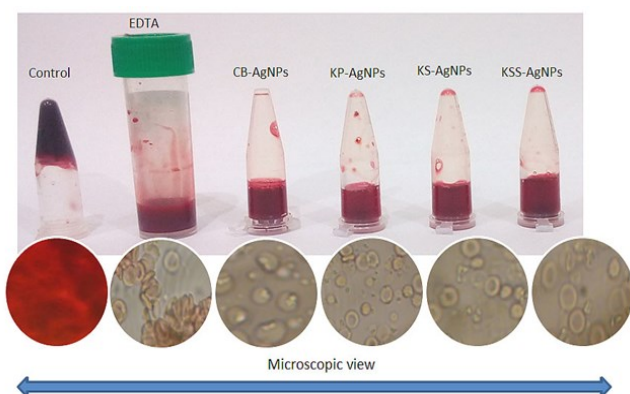 EDTA
Control
CB-AgNPs
KP-AgNPs
KS-AgNPs
KSS-AgNPs
Microscopic view